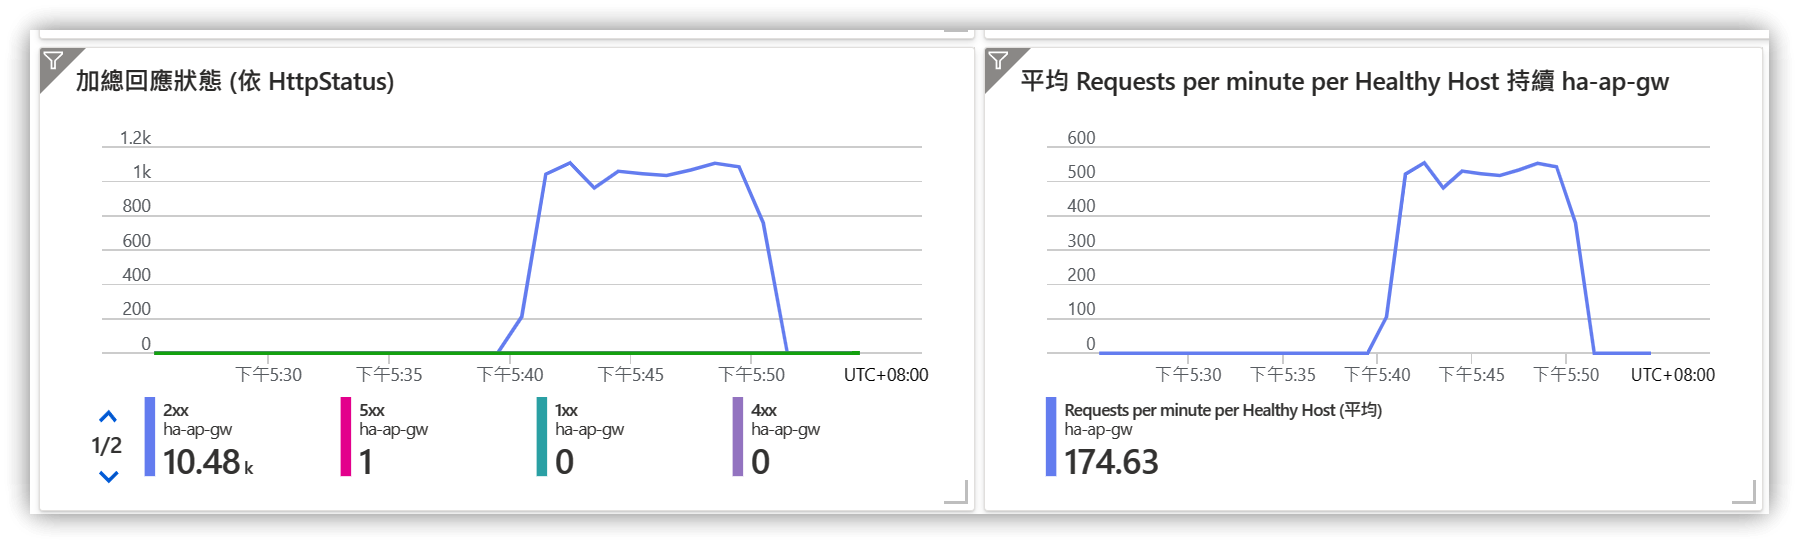 加總回應狀態 (依 HttpStatus)
1.2k
1k
800
600
400
200
0
下午5:30 下午5:35 下午5:40 下午5:45 下午5:50 UTC+08:00
1/2
2xx
ha-ap-gw
10.48 k
5xx
ha-ap-gw
1
1xx
ha-ap-gw
0
4xx
ha-ap-gw
0
平均 Requests per minute per Healthy Host 持續 ha-ap-gw
600
500
400
300
200
100
0
下午5:30 下午5:35 下午5:40 下午5:45 下午5:50 UTC+08:00
Requests per minute per Healthy Host (平均)
ha-ap-gw
174.63